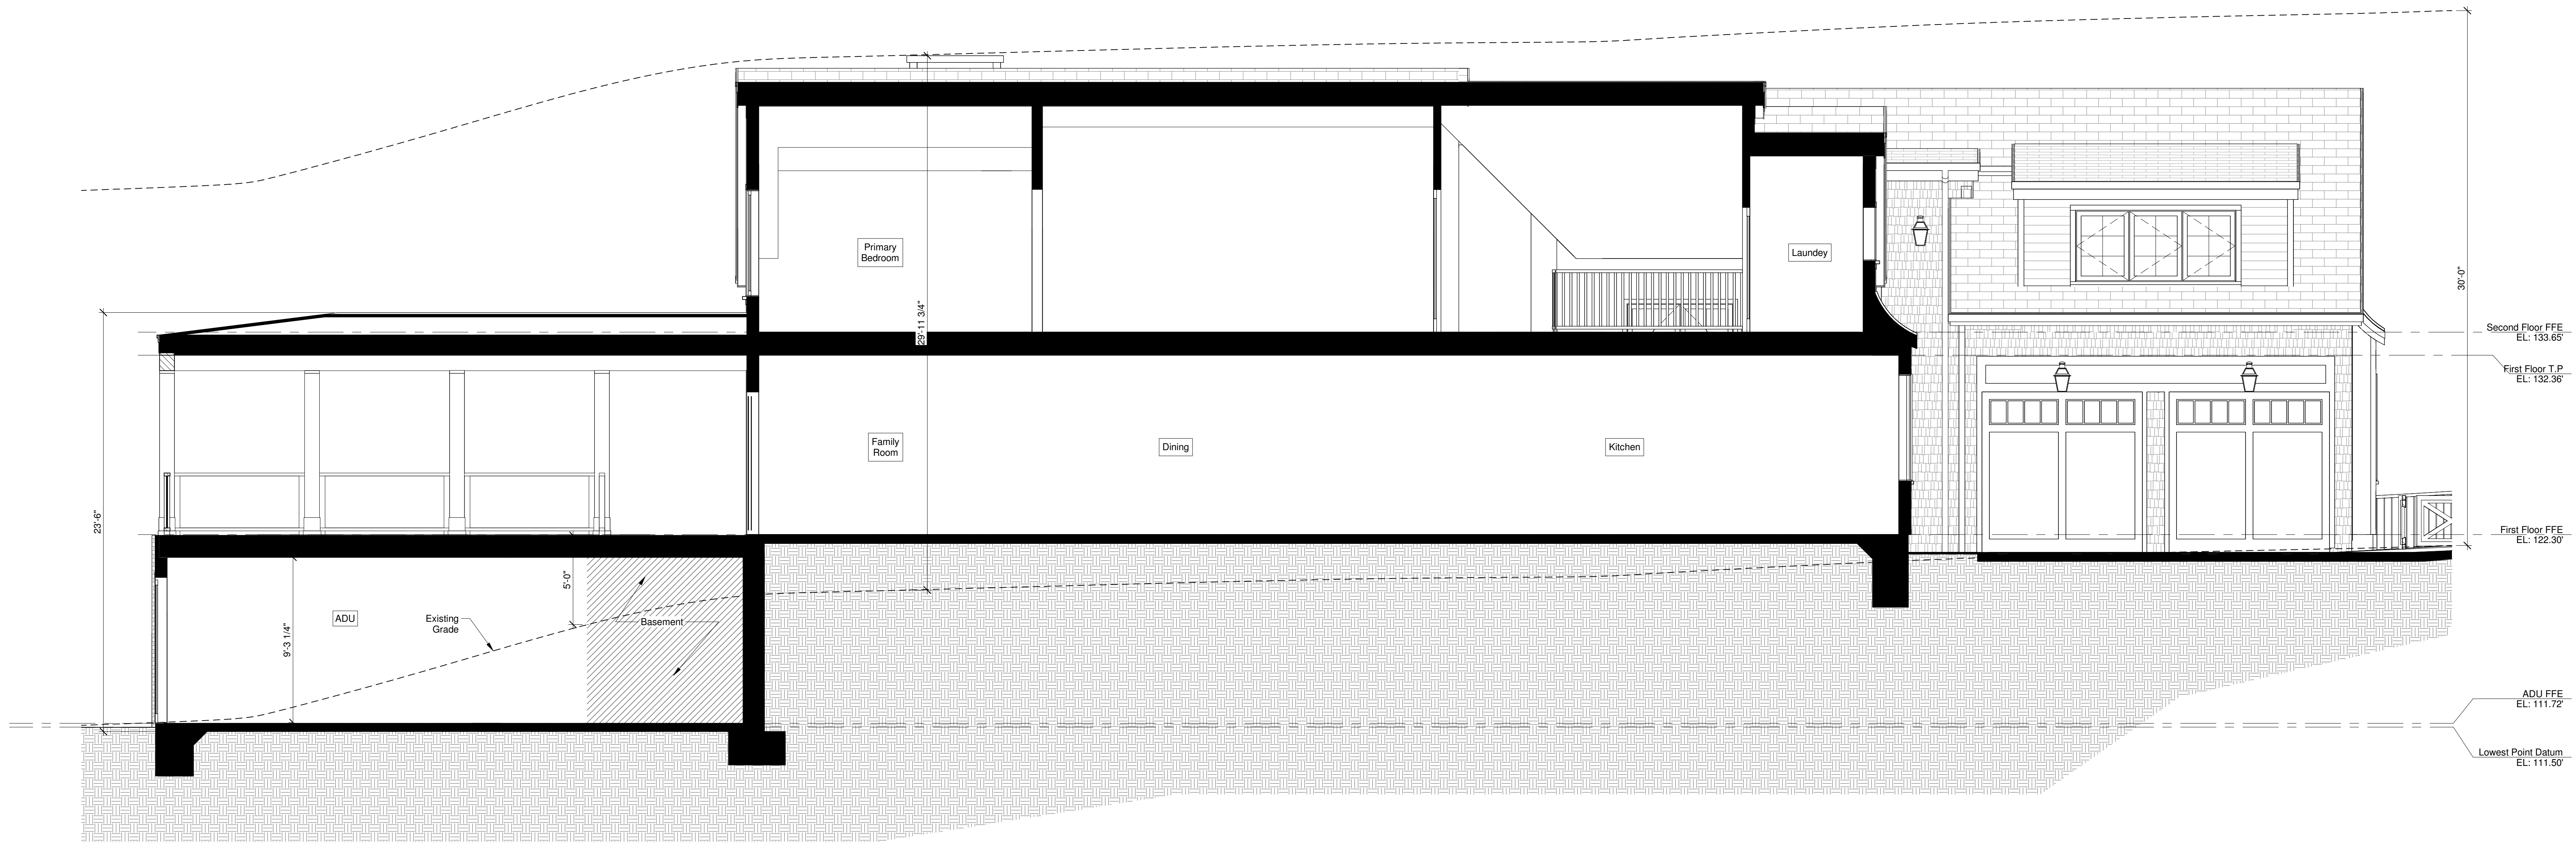 30'-0"
Primary
Bedroom
Laundey
29'-11 3/4"
Second Floor FFE
EL: 133.65'
First Floor T.P
EL: 132.36'
Family
Room
Dining
Kitchen
23'-6"
First Floor FFE
EL: 122.30'
5'-0"
ADU
Existing
Grade
Basement
9'-3 1/4"
ADU FFE
EL: 111.72'
Lowest Point Datum
EL: 111.50'